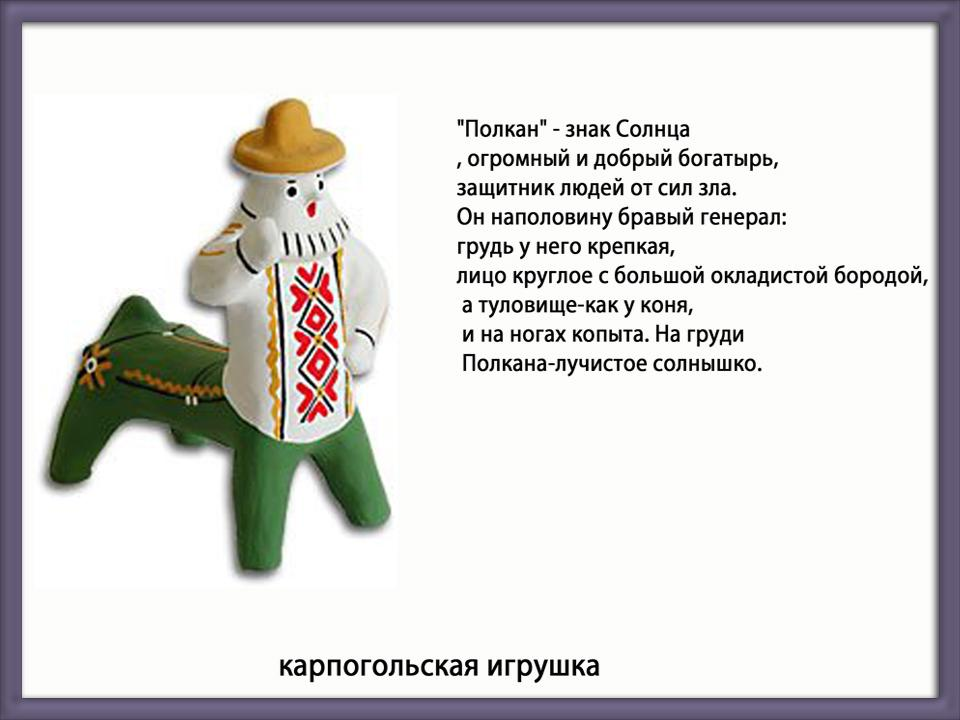 "Полкан" - знак Солнца
, огромный и добрый богатырь,
защитник людей от сил зла.
Он наполовину бравый генерал:
грудь у него крепкая,
лицо круглое с большой окладистой бородой,
а туловище-как у коня,
и на ногах копыта. На груди
Полкана-лучистое солнышко.
карпогольская игрушка